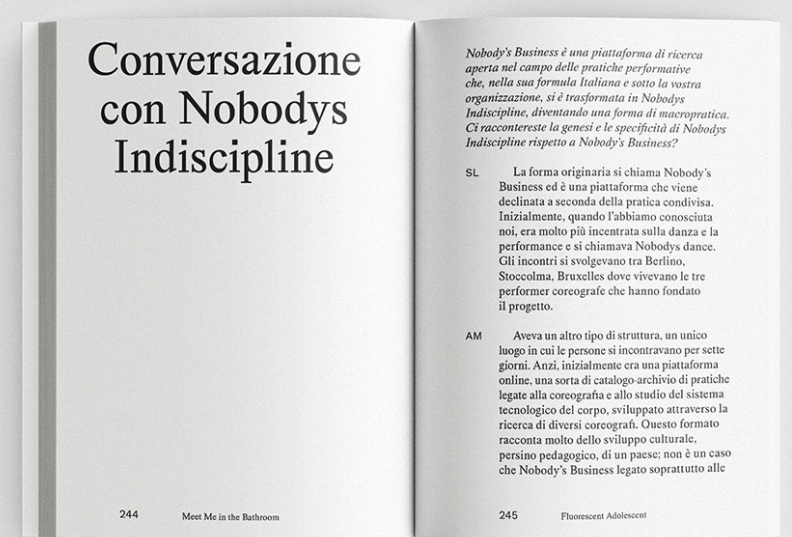 Conversazione
con Nobodys
Indiscipline
244
Meet Me in the Bathroom
Nobody's Business è una piattaforma di ricerca
aperta nel campo delle pratiche performative
che, nella sua formula Italiana e sotto la vostra
organizzazione, si è trasformata in Nobodys
Indiscipline, diventando una forma di macropratica.
Ci raccontereste la genesi e le specificità di Nobodys
Indiscipline rispetto a Nobody's Business?
SL La forma originaria si chiama Nobody's
Business ed è una piattaforma che viene
declinata a seconda della pratica condivisa.
Inizialmente, quando l'abbiamo conosciuta
noi, era molto più incentrata sulla danza e la
performance e si chiamava Nobodys dance.
Gli incontri si svolgevano tra Berlino,
Stoccolma, Bruxelles dove vivevano le tre
performer coreografe che hanno fondato
il progetto.
AM Aveva un altro tipo di struttura, un unico
luogo in cui le persone si incontravano per sette
giorni. Anzi, inizialmente era una piattaforma
online, una sorta di catalogo-archivio di pratiche
legate alla coreografia e allo studio del sistema
tecnologico del corpo, sviluppato attraverso la
ricerca di diversi coreografi. Questo formato
racconta molto dello sviluppo culturale,
persino pedagogico, di un paese; non è un caso
che Nobody's Business legato soprattutto alle
245
Fluorescent Adolescent